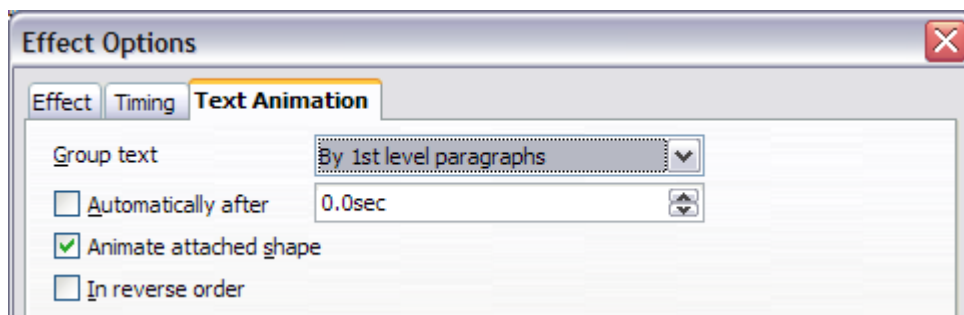 Effect Options
Effect Timing Text Animation
Group text By 1st level paragraphs
Automatically after 0.0sec
Animate attached shape
In reverse order